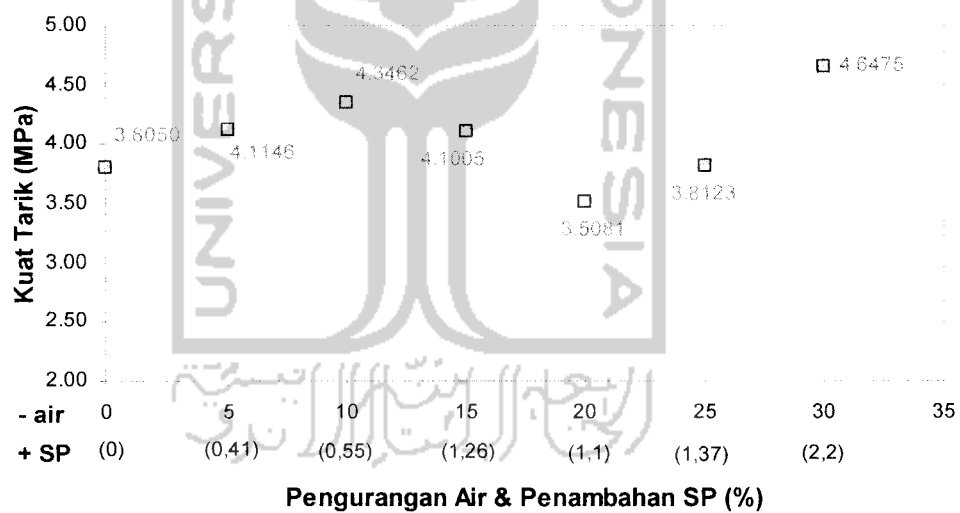 5.00
4.50
4.00
3.50
3.00
2.50
2.00
Kuat Tarik (MPa)
3.8050
4.1146
4.3462
4.1005
3.5081
3.8123
4.6475
UNIVERS
ONESIA
- air 0 5 10 15 20 25 30 35
+ SP (0) (0,41) (0,55) (1,26) (1,1) (1,37) (2,2)
Pengurangan Air & Penambahan SP (%)